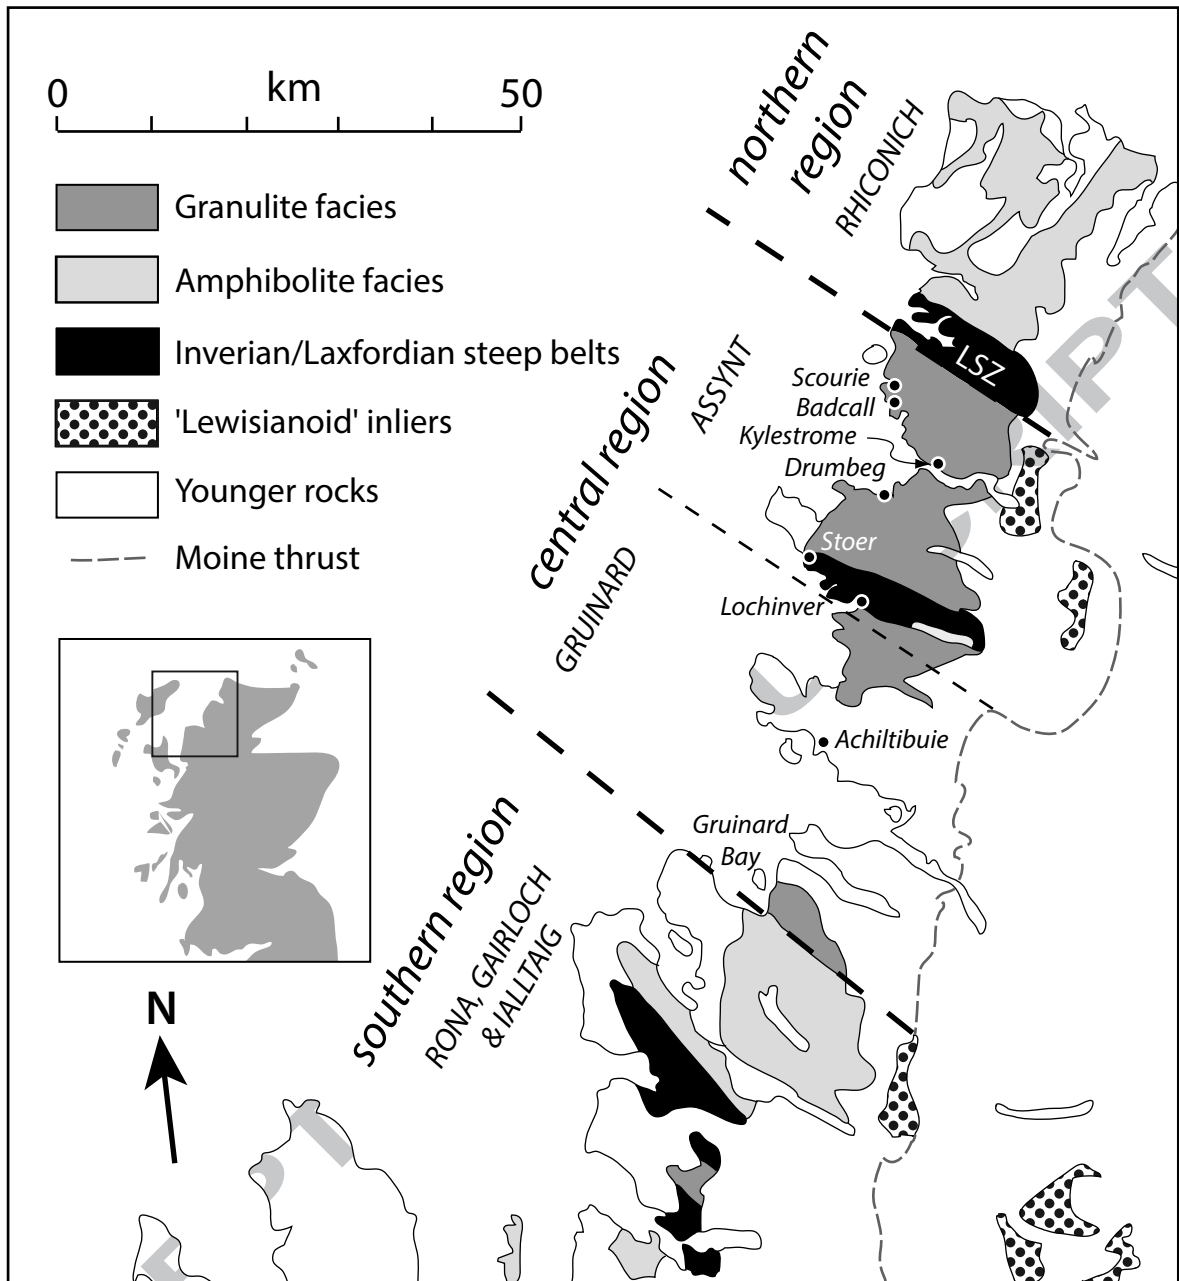 0 km 50
Granulite facies
Amphibolite facies
Inverian/Laxfordian steep belts
'Lewisianoid' inliers
Younger rocks
Moine thrust
N
northern
region
RHICONICH
LSZ
central region
ASSYNT
Scourie
Badcall
Kylestrome
Drumbeg
Stoer
Lochinver
GRUINARD
Achiltibuie
Gruinard
Bay
southern region
RONA, GAIRLOCH
& IALLTAIG